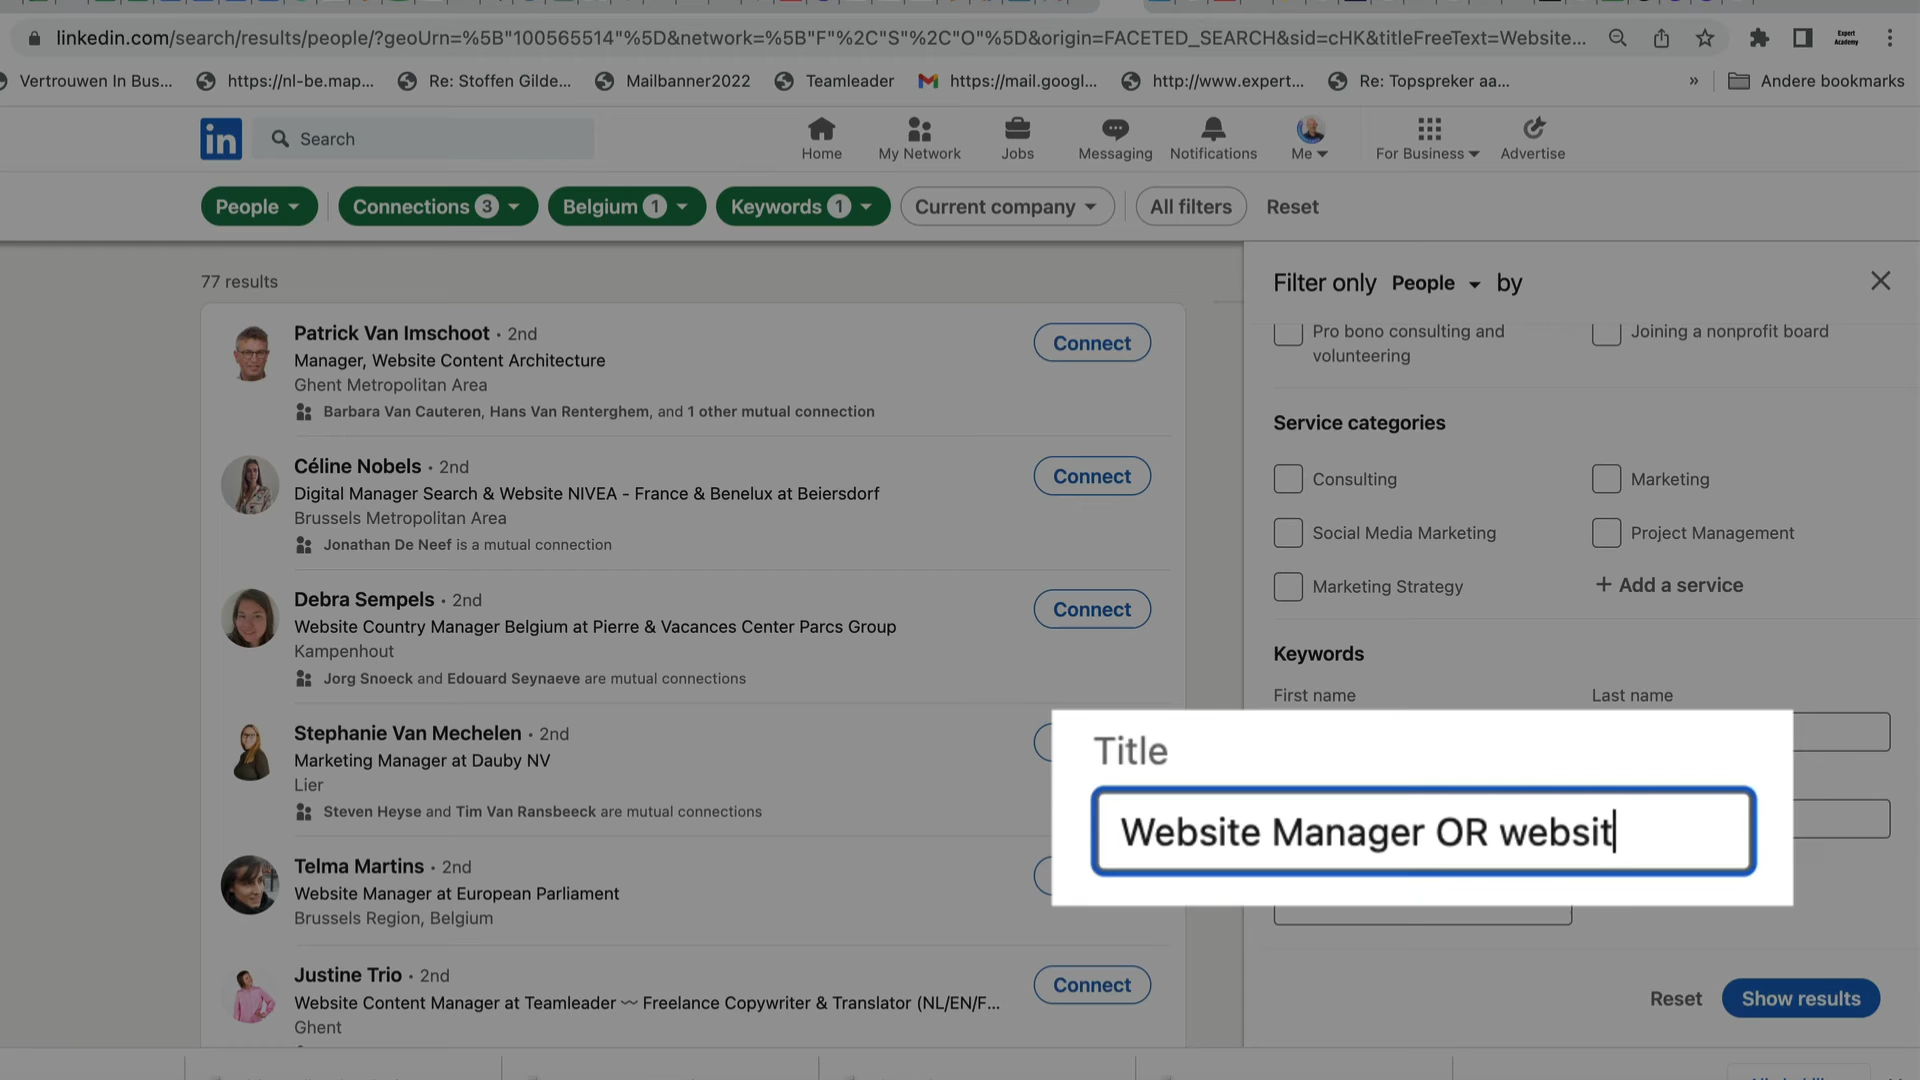 linkedin.com/search/results/people/?geoUrn=%5B"100565514"%5D&network=%5B"F"%2C"S"%2C"O"%5D&origin=FACETED_SEARCH&sid=cHK&titleFreeText=Website...
Expert Academy
Vertrouwen In Bus... https://nl-be.map... Re: Stoffen Gilde... Mailbanner2022 Teamleader https://mail.googl... http://www.expert... Re: Topspreker aa... » Andere bookmarks
in Search Home My Network Jobs Messaging Notifications Me For Business Advertise
People Connections 3 Belgium 1 Keywords 1 Current company All filters Reset
77 results
Patrick Van Imschoot • 2nd
Manager, Website Content Architecture
Ghent Metropolitan Area
Barbara Van Cauteren, Hans Van Renterghem, and 1 other mutual connection
Connect
Céline Nobels • 2nd
Digital Manager Search & Website NIVEA - France & Benelux at Beiersdorf
Brussels Metropolitan Area
Jonathan De Neef is a mutual connection
Connect
Debra Sempels • 2nd
Website Country Manager Belgium at Pierre & Vacances Center Parcs Group
Kampenhout
Jorg Snoeck and Edouard Seynaeve are mutual connections
Connect
Stephanie Van Mechelen • 2nd
Marketing Manager at Dauby NV
Lier
Steven Heyse and Tim Van Ransbeeck are mutual connections
Telma Martins • 2nd
Website Manager at European Parliament
Brussels Region, Belgium
Justine Trio • 2nd
Website Content Manager at Teamleader 〰 Freelance Copywriter & Translator (NL/EN/F...
Ghent
Connect
Filter only People by
Pro bono consulting and volunteering
Joining a nonprofit board
Service categories
Consulting
Marketing
Social Media Marketing
Project Management
Marketing Strategy
+ Add a service
Keywords
First name
Last name
Title
Website Manager OR websit
Reset
Show results